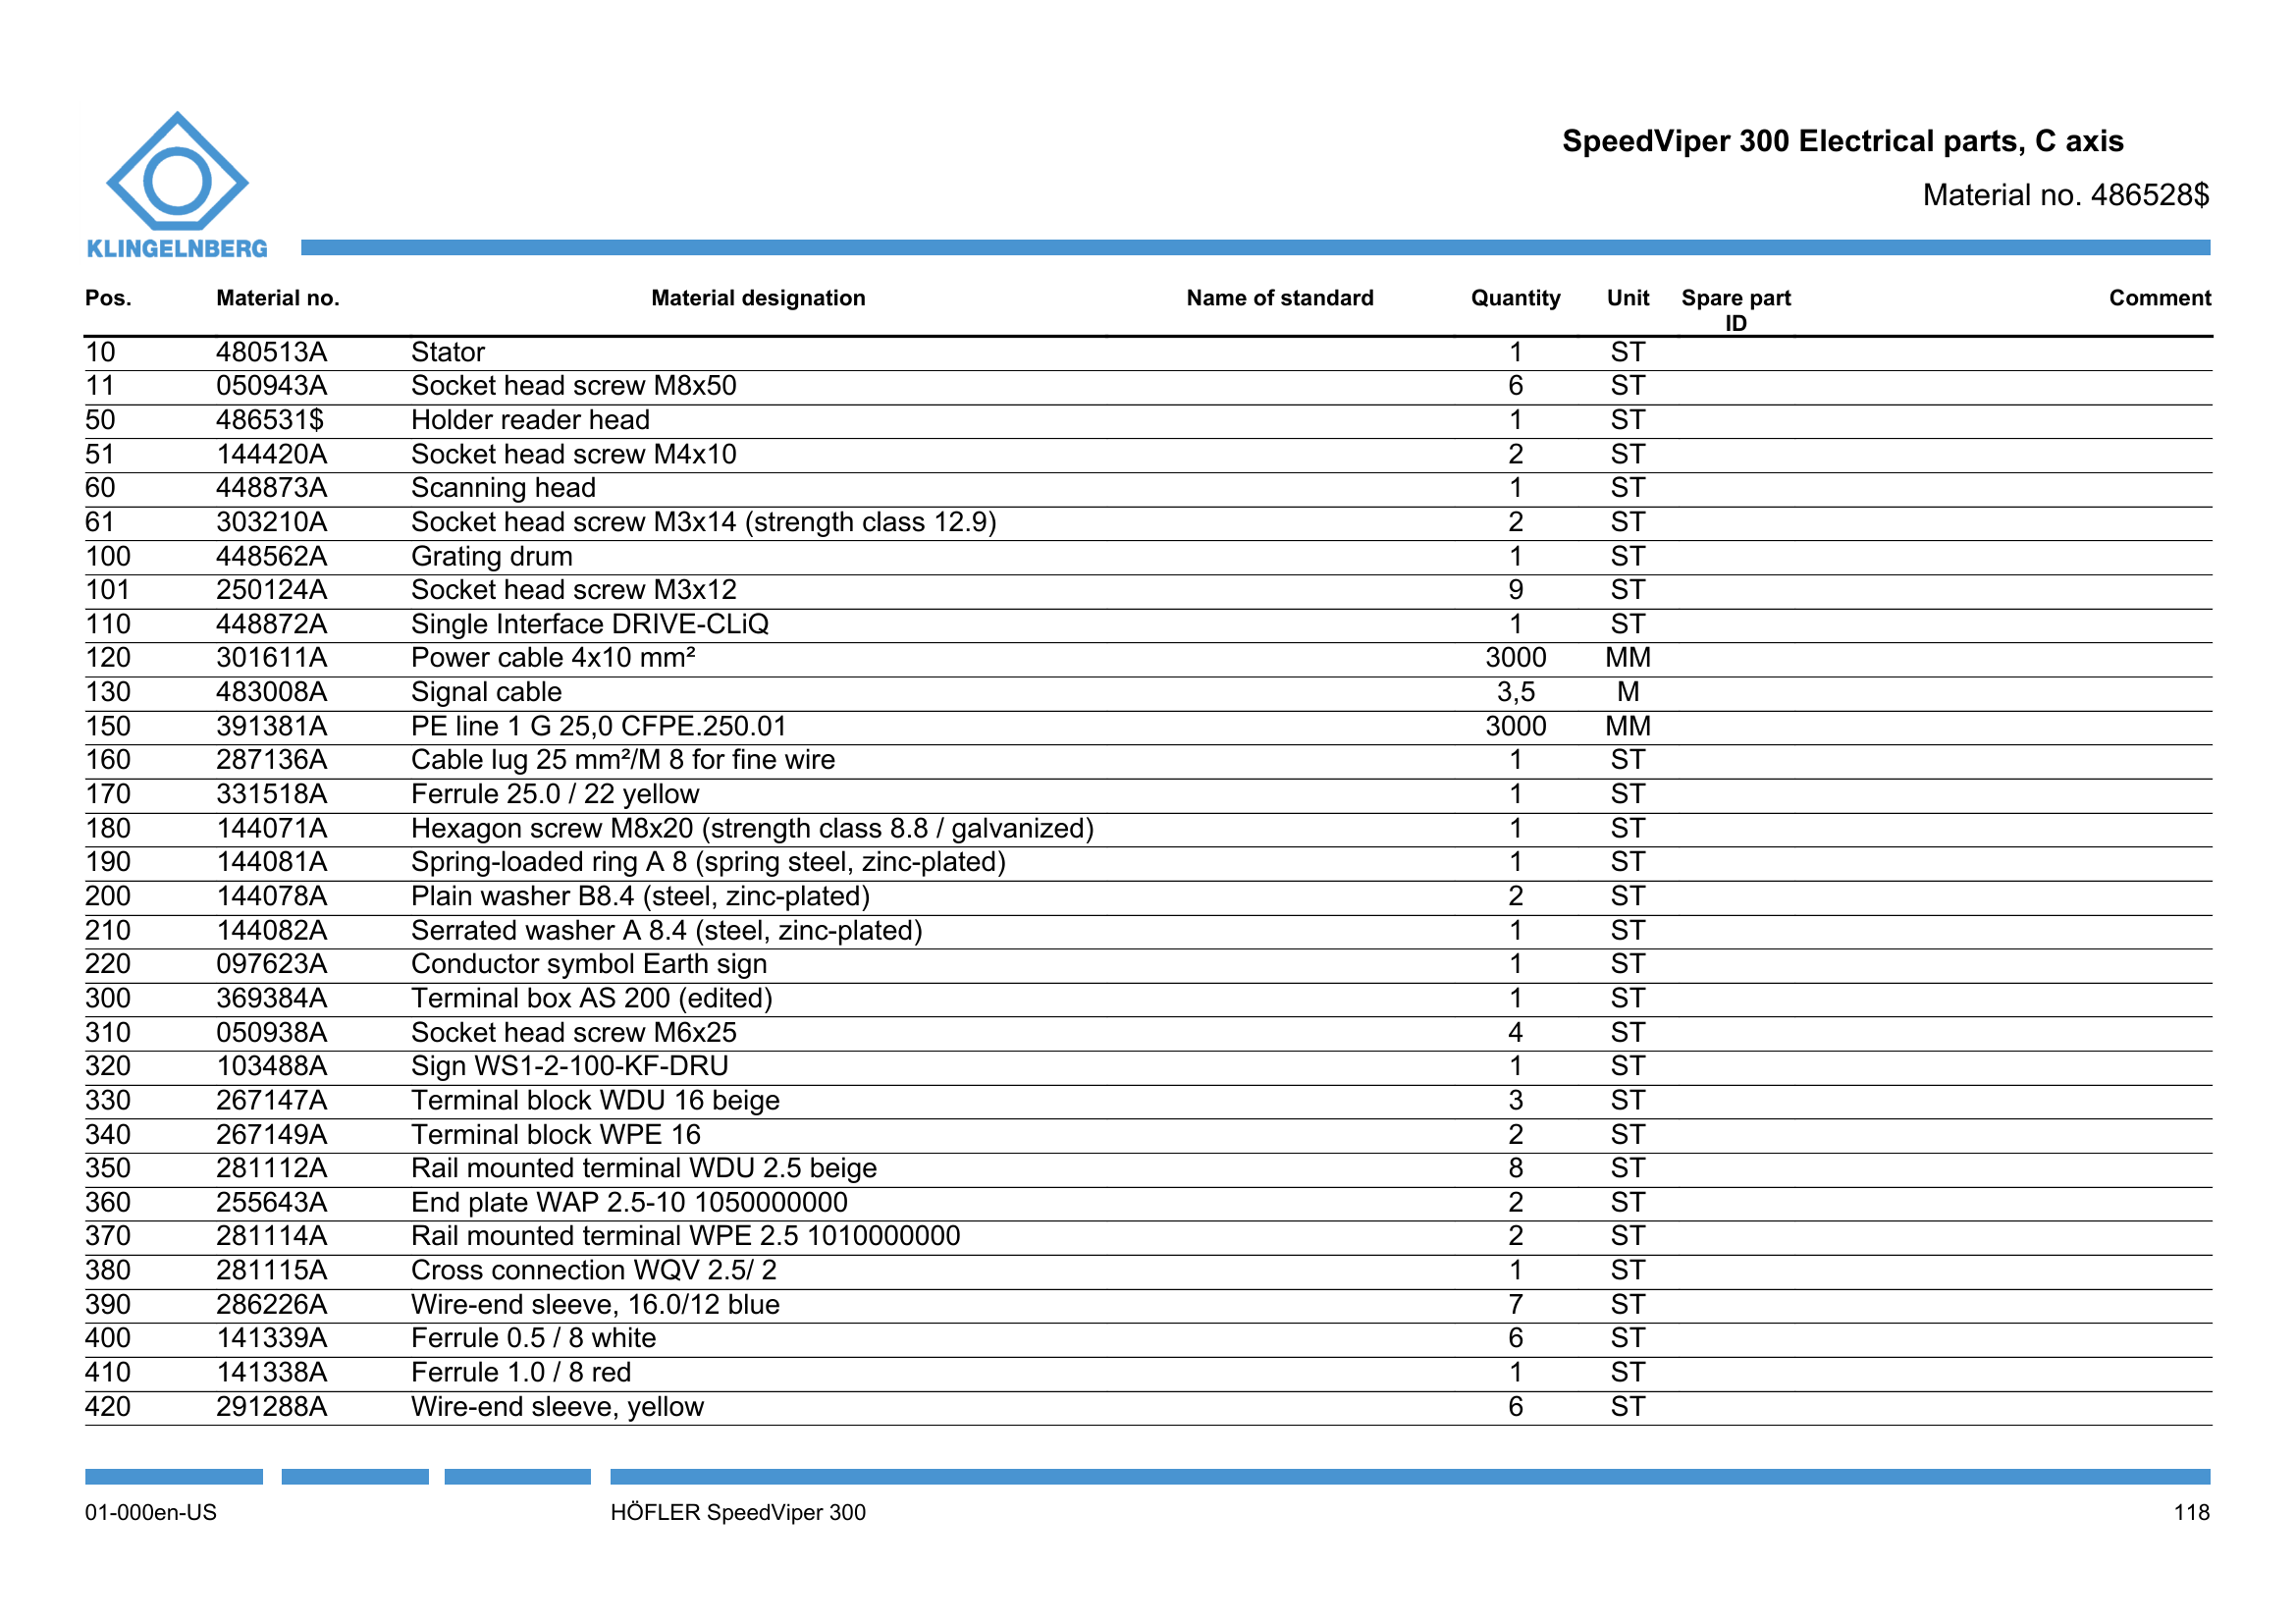 SpeedViper 300 Electrical parts, C axis
Material no. 486528$
KLINGELNBERG
Pos. Material no. Material designation Name of standard Quantity Unit Spare part ID Comment
10 480513A Stator 1 ST
11 050943A Socket head screw M8x50 6 ST
50 486531$ Holder reader head 1 ST
51 144420A Socket head screw M4x10 2 ST
60 448873A Scanning head 1 ST
61 303210A Socket head screw M3x14 (strength class 12.9) 2 ST
100 448562A Grating drum 1 ST
101 250124A Socket head screw M3x12 9 ST
110 448872A Single Interface DRIVE-CLiQ 1 ST
120 301611A Power cable 4x10 mm² 3000 MM
130 483008A Signal cable 3,5 M
150 391381A PE line 1 G 25,0 CFPE.250.01 3000 MM
160 287136A Cable lug 25 mm²/M 8 for fine wire 1 ST
170 331518A Ferrule 25.0 / 22 yellow 1 ST
180 144071A Hexagon screw M8x20 (strength class 8.8 / galvanized) 1 ST
190 144081A Spring-loaded ring A 8 (spring steel, zinc-plated) 1 ST
200 144078A Plain washer B8.4 (steel, zinc-plated) 2 ST
210 144082A Serrated washer A 8.4 (steel, zinc-plated) 1 ST
220 097623A Conductor symbol Earth sign 1 ST
300 369384A Terminal box AS 200 (edited) 1 ST
310 050938A Socket head screw M6x25 4 ST
320 103488A Sign WS1-2-100-KF-DRU 1 ST
330 267147A Terminal block WDU 16 beige 3 ST
340 267149A Terminal block WPE 16 2 ST
350 281112A Rail mounted terminal WDU 2.5 beige 8 ST
360 255643A End plate WAP 2.5-10 1050000000 2 ST
370 281114A Rail mounted terminal WPE 2.5 1010000000 2 ST
380 281115A Cross connection WQV 2.5/ 2 1 ST
390 286226A Wire-end sleeve, 16.0/12 blue 7 ST
400 141339A Ferrule 0.5 / 8 white 6 ST
410 141338A Ferrule 1.0 / 8 red 1 ST
420 291288A Wire-end sleeve, yellow 6 ST
01-000en-US HÖFLER SpeedViper 300 118